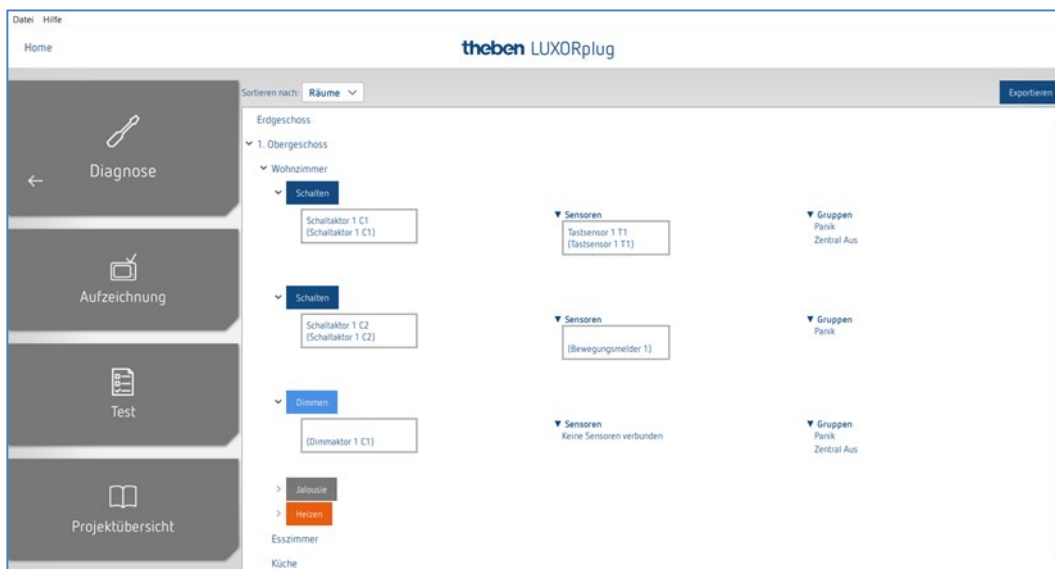 Datei Hilfe
Home
theben LUXORplug
Diagnose
Aufzeichnung
Test
Projektübersicht
Sortieren nach: Räume
Exportieren
Erdgeschoss
1. Obergeschoss
Wohnzimmer
Schalten
Schaltaktor 1 C1
(Schaltaktor 1 C1)
Sensoren
Tastsensor 1 T1
(Tastsensor 1 T1)
Gruppen
Panik
Zentral Aus
Schalten
Schaltaktor 1 C2
(Schaltaktor 1 C2)
Sensoren
(Bewegungsmelder 1)
Gruppen
Panik
Dimmen
(Dimmaktor 1 C1)
Sensoren
Keine Sensoren verbunden
Gruppen
Panik
Zentral Aus
Jalousie
Heizen
Esszimmer
Küche